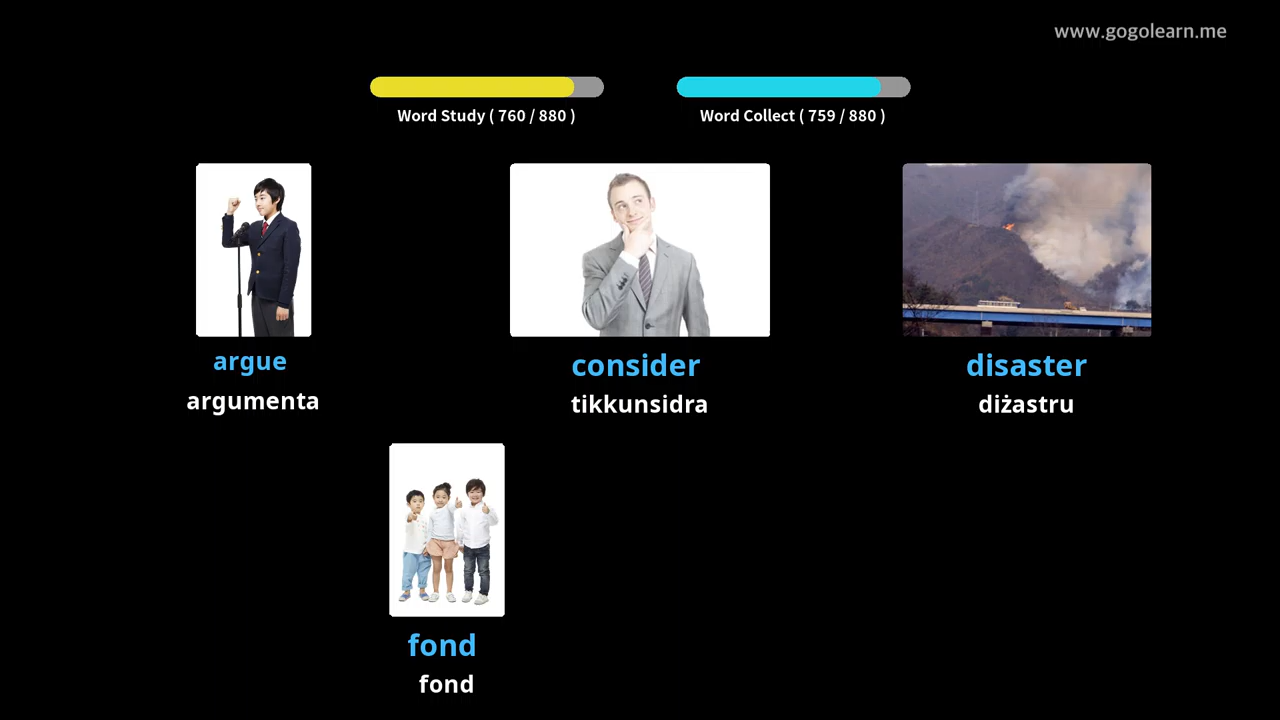 www.gogolearn.me
Word Study ( 760 / 880 )
Word Collect ( 759 / 880 )
argue
argumenta
consider
tikkunsidra
disaster
diżastru
fond
fond